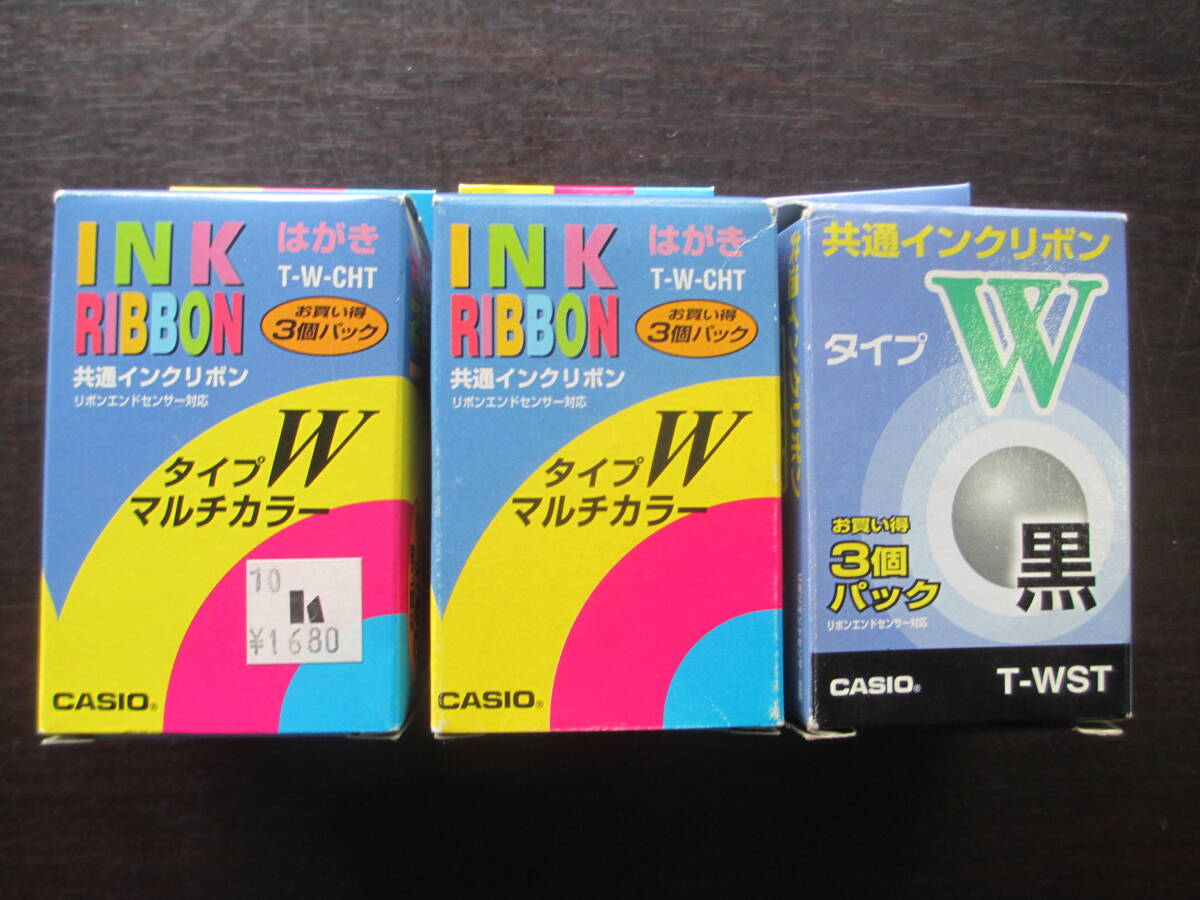 INK
RIBBON
はがき
T-W-CHT
お買い得
3個パック
共通インクリボン
リボンエンドセンサー対応
タイプW
マルチカラー
10
¥1680
CASIO®
INK
RIBBON
はがき
T-W-CHT
お買い得
3個パック
共通インクリボン
リボンエンドセンサー対応
タイプW
マルチカラー
CASIO®
共通インクリボン
タイプ W
お買い得
3個
パック
黒
リボンエンドセンサー対応
CASIO®
T-WST